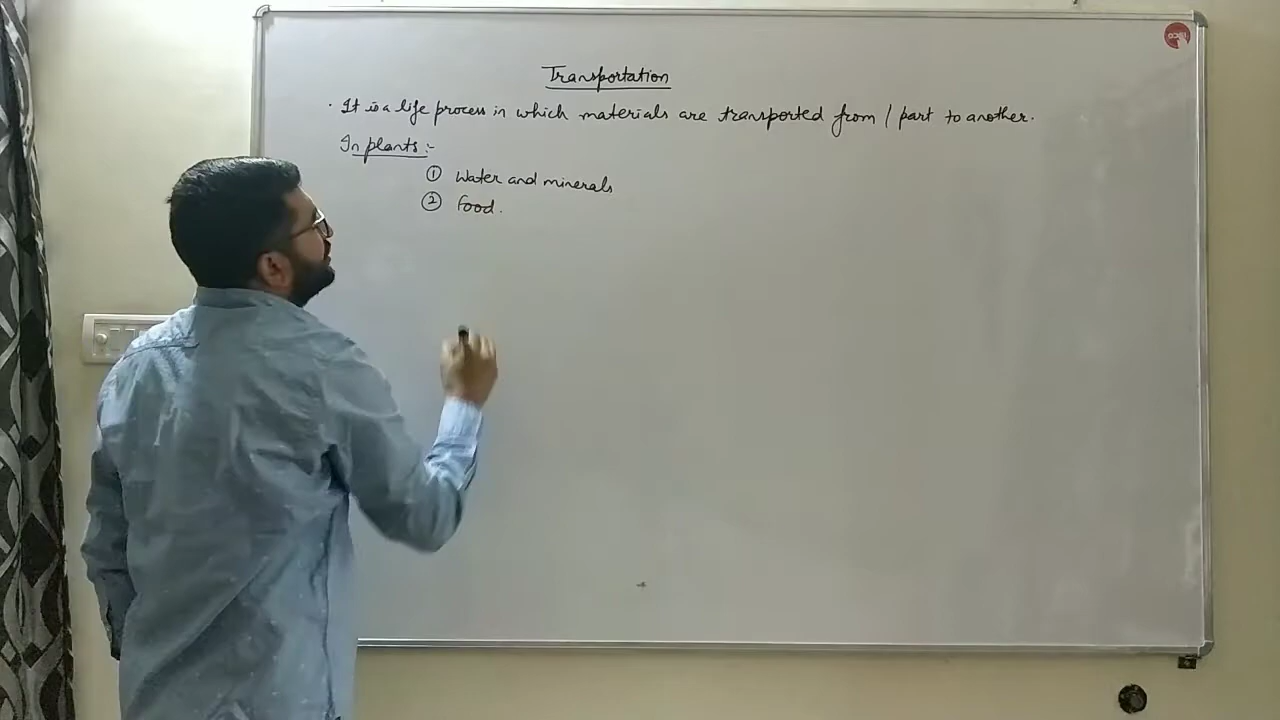 Transportation
· It is a life process in which materials are transported from 1 part to another.
In plants :-
① Water and minerals
② Food.